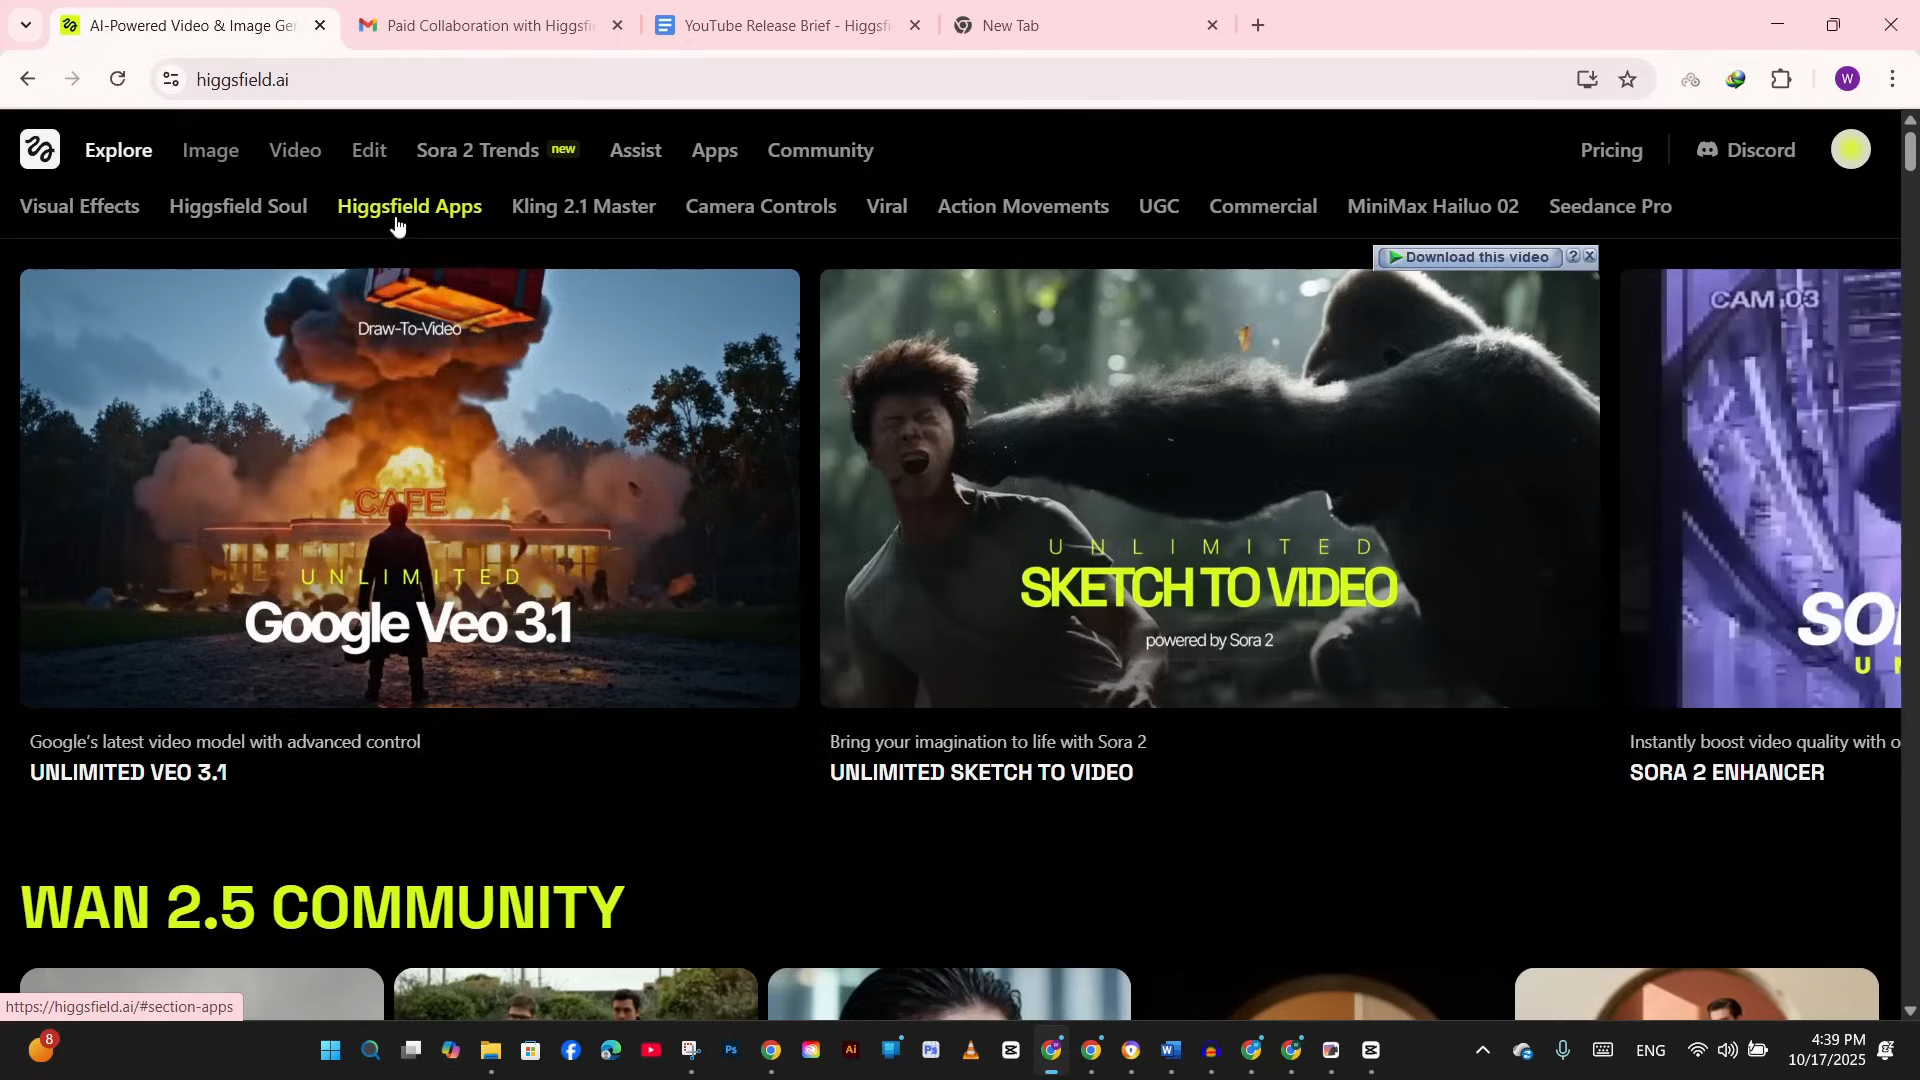 AI-Powered Video & Image Ge
Paid Collaboration with Higgsfi
YouTube Release Brief - Higgsfi
New Tab
higgsfield.ai
W
Explore
Image
Video
Edit
Sora 2 Trends
new
Assist
Apps
Community
Pricing
Discord
Visual Effects
Higgsfield Soul
Higgsfield Apps
Kling 2.1 Master
Camera Controls
Viral
Action Movements
UGC
Commercial
MiniMax Hailuo 02
Seedance Pro
Download this video
?
Draw-To-Video
CAFE
UNLIMITED
Google Veo 3.1
UNLIMITED
SKETCH TO VIDEO
powered by Sora 2
CAM 03
SO
U
Google's latest video model with advanced control
UNLIMITED VEO 3.1
Bring your imagination to life with Sora 2
UNLIMITED SKETCH TO VIDEO
Instantly boost video quality with o
SORA 2 ENHANCER
WAN 2.5 COMMUNITY
https://higgsfield.ai/#section-apps
8
Ps
Ai
Ps
W
ENG
4:39 PM
10/17/2025